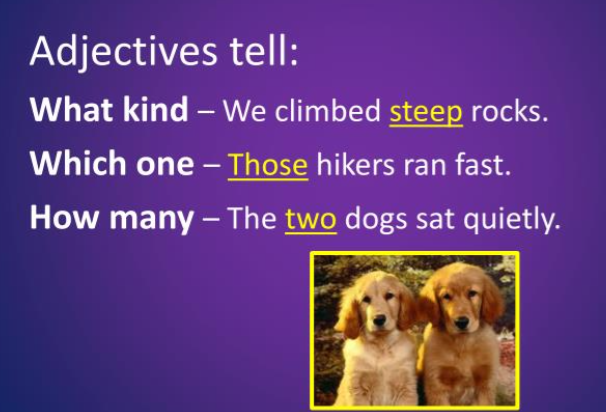 Adjectives tell:
What kind – We climbed steep rocks.
Which one – Those hikers ran fast.
How many – The two dogs sat quietly.